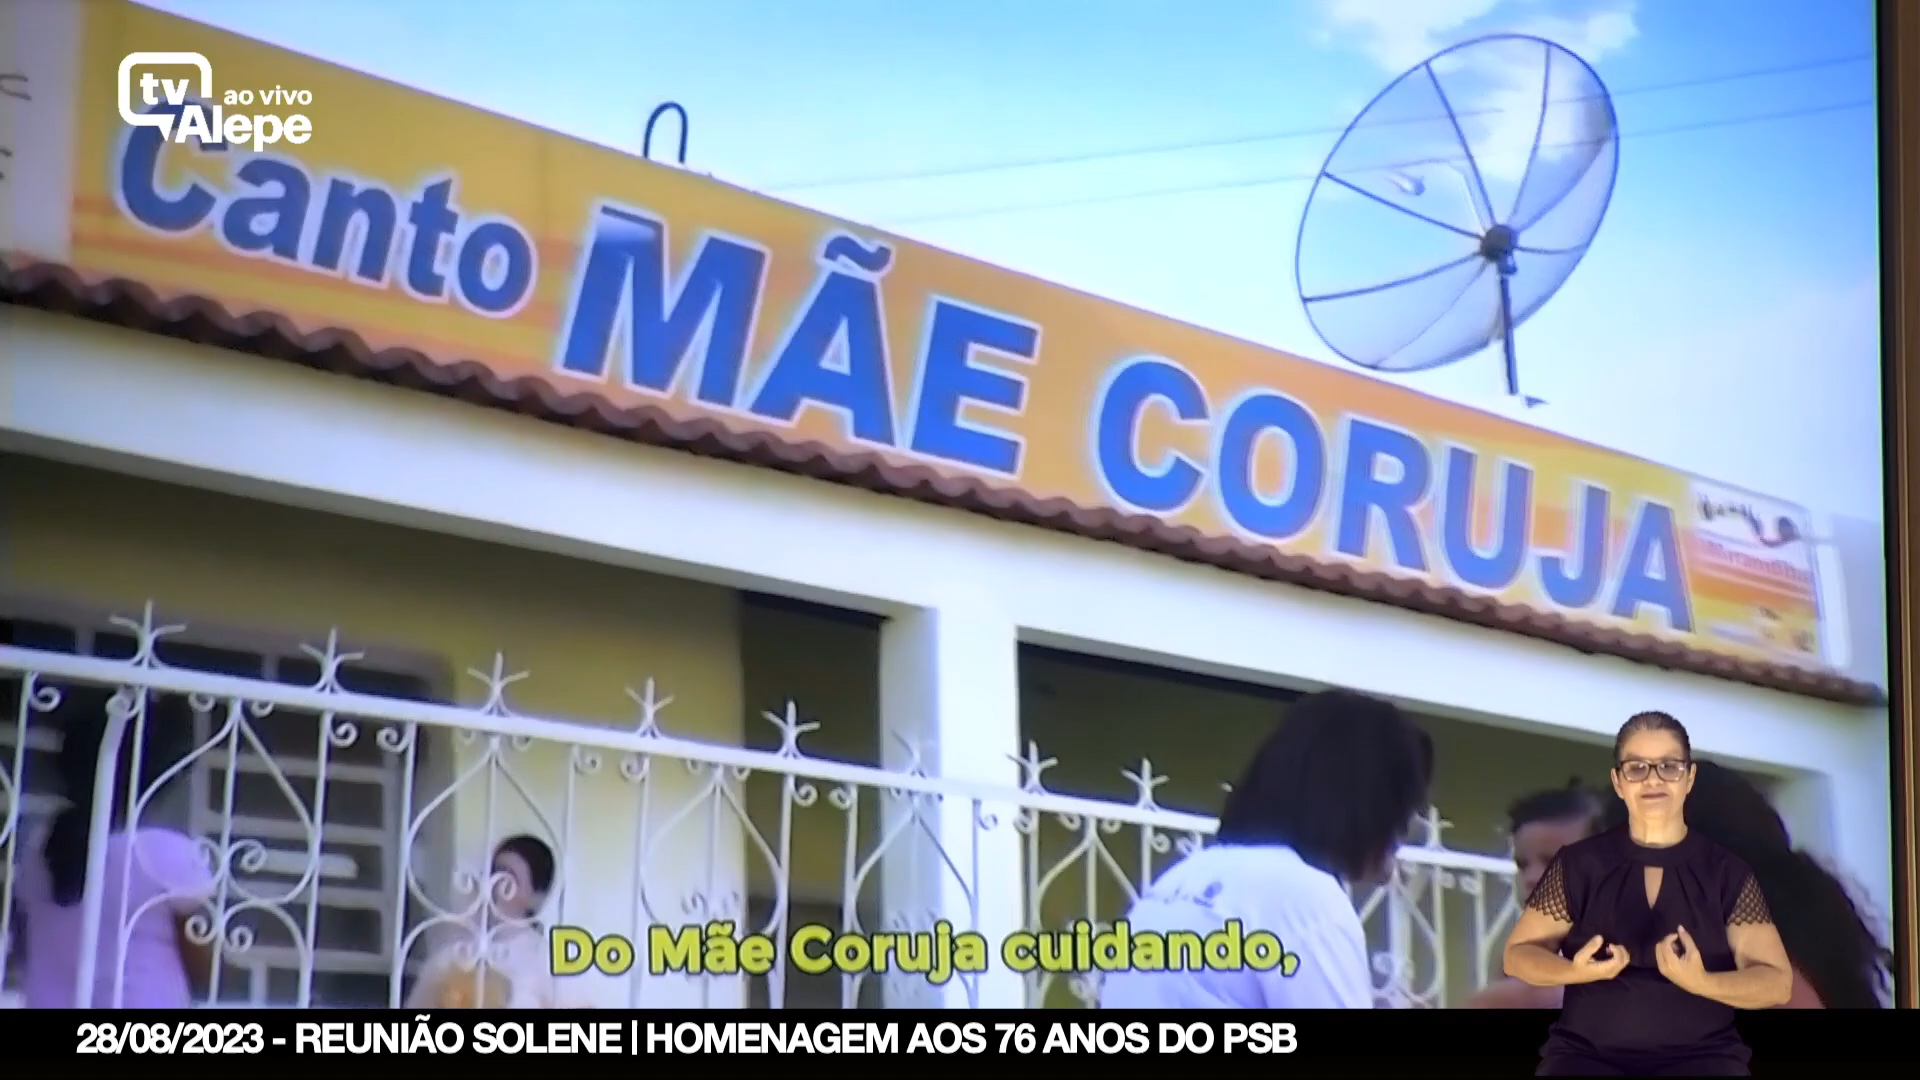 tv ao vivo
Alepe
Canto MÃE CORUJA
Do Mãe Coruja cuidando,
28/08/2023 - REUNIÃO SOLENE | HOMENAGEM AOS 76 ANOS DO PSB